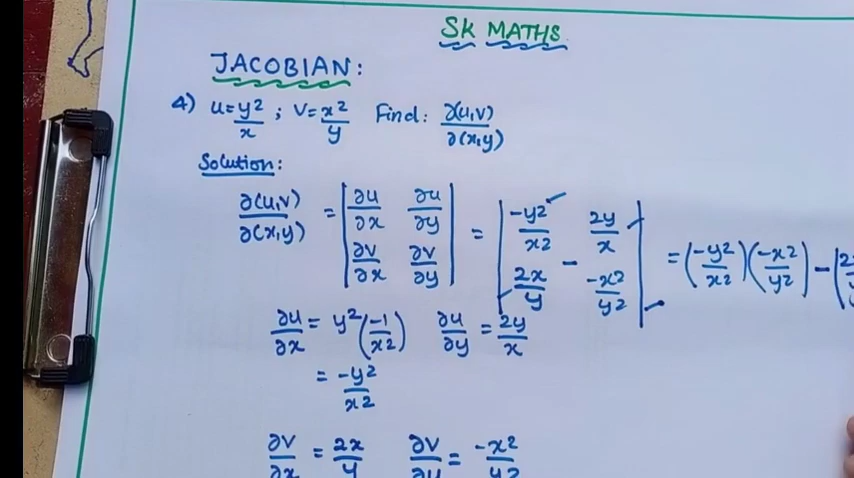 SK MATHS
JACOBIAN:
4) u=y²/x ; v=x²/y Find: ∂(u,v)/∂(x,y)
Solution:
∂(u,v)/∂(x,y) = |∂u/∂x ∂u/∂y; ∂v/∂x ∂v/∂y| = |-y²/x² 2y/x; 2x/y -x²/y²| = (-y²/x²)(-x²/y²) - (2
∂u/∂x = y²(-1/x²) ∂u/∂y = 2y/x
= -y²/x²
∂v/∂x = 2x/y ∂v/∂y = -x²/y²